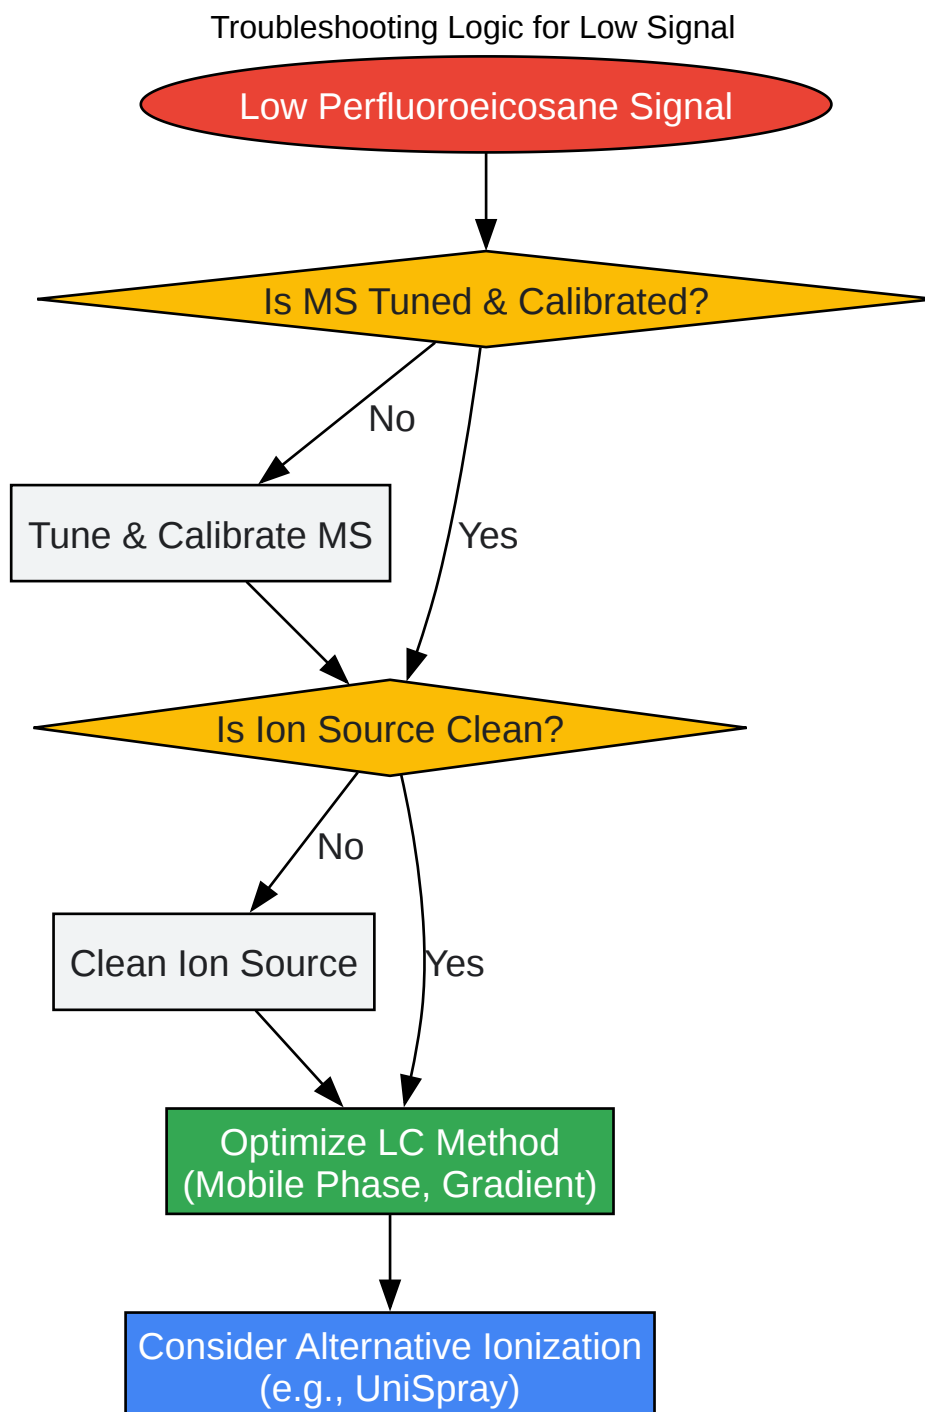 Troubleshooting Logic for Low Signal
Low Perfluoroeicosane Signal
Is MS Tuned & Calibrated?
No
Tune & Calibrate MS
Yes
Is Ion Source Clean?
No
Clean Ion Source
Yes
Optimize LC Method
(Mobile Phase, Gradient)
Consider Alternative Ionization
(e.g., UniSpray)